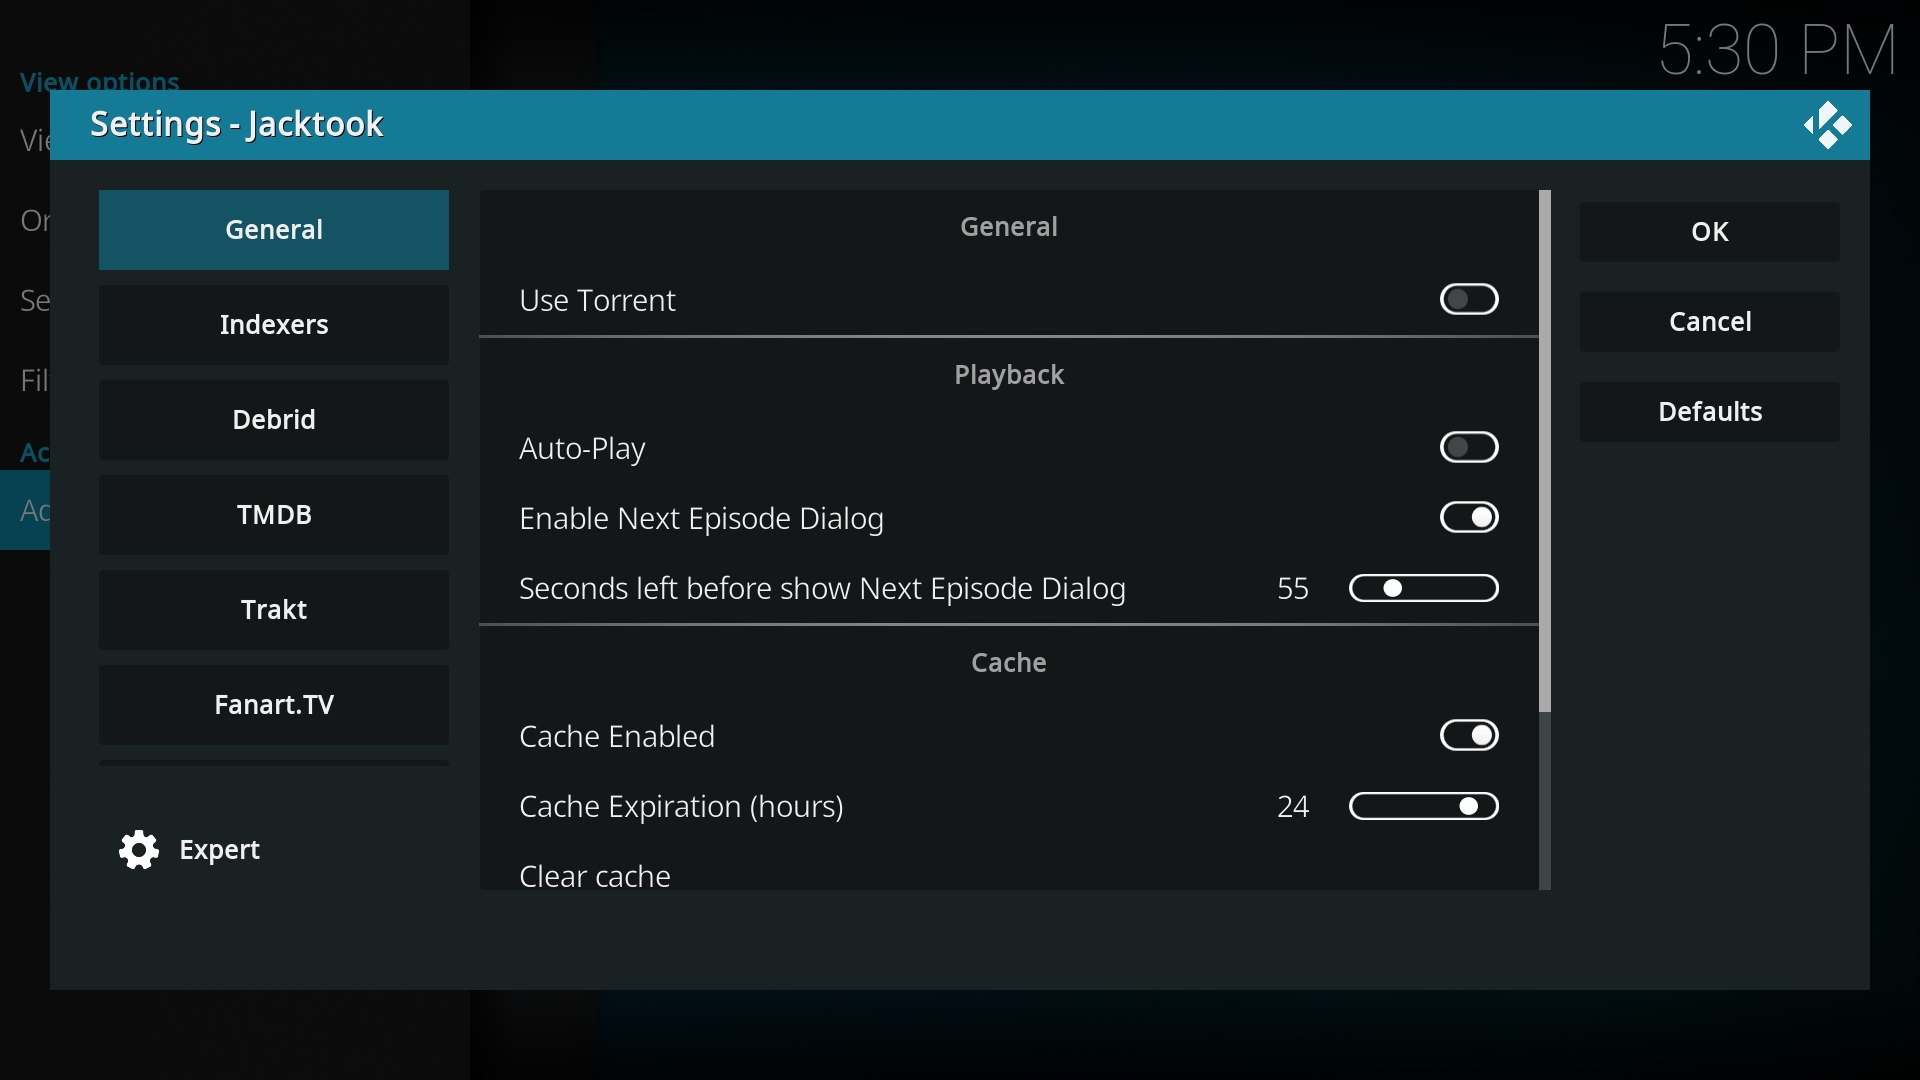 5:30 PM
View options
Settings - Jacktook
Vie
Or
Se
Fil
Ac
Ad
General
Indexers
Debrid
TMDB
Trakt
Fanart.TV
Expert
General
Use Torrent
Playback
Auto-Play
Enable Next Episode Dialog
Seconds left before show Next Episode Dialog 55
Cache
Cache Enabled
Cache Expiration (hours) 24
Clear cache
OK
Cancel
Defaults